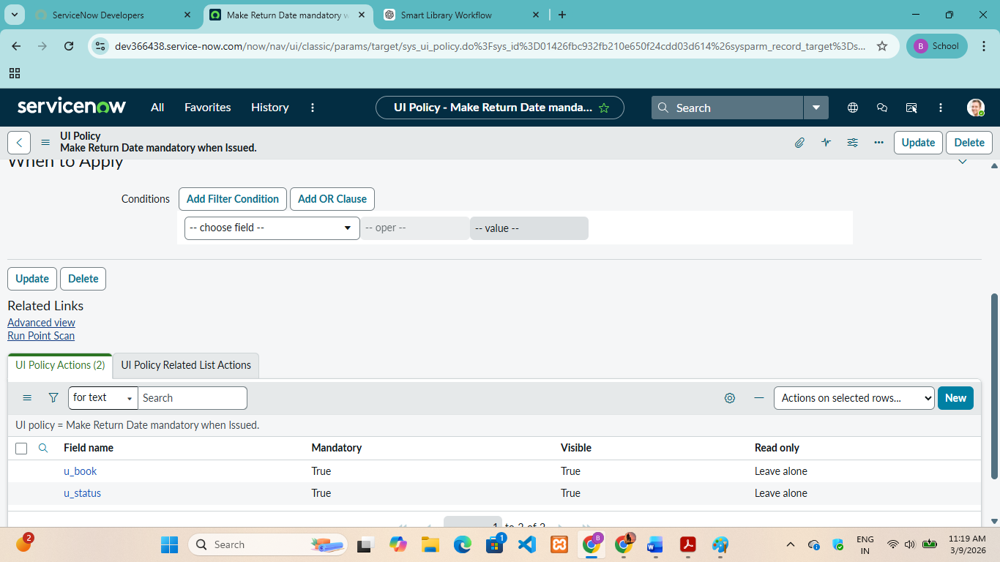 ServiceNow Developers
Make Return Date mandatory w
Smart Library Workflow
dev366438.service-now.com/now/nav/ui/classic/params/target/sys_ui_policy.do%3Fsys_id%3D01426fbc932fb210e650f24cdd03d614%26sysparm_record_target%3Ds...
B School
servicenow All Favorites History UI Policy - Make Return Date manda... Search
UI Policy
Make Return Date mandatory when Issued.
Update Delete
When to Apply
Conditions Add Filter Condition Add OR Clause
-- choose field -- -- oper -- -- value --
Update Delete
Related Links
Advanced view
Run Point Scan
UI Policy Actions (2) UI Policy Related List Actions
for text Search Actions on selected rows... New
UI policy = Make Return Date mandatory when Issued.
Field name Mandatory Visible Read only
u_book True True Leave alone
u_status True True Leave alone
1 to 2 of 2
2 Search 1 B ENG
IN
11:19 AM
3/9/2026